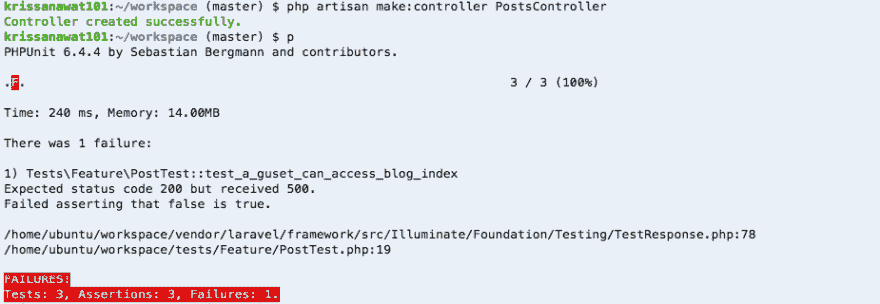 krissanawat101:~/workspace (master) $ php artisan make:controller PostsController
Controller created successfully.
krissanawat101:~/workspace (master) $ p
PHPUnit 6.4.4 by Sebastian Bergmann and contributors.
.F. 3 / 3 (100%)
Time: 240 ms, Memory: 14.00MB
There was 1 failure:
1) Tests\Feature\PostTest::test_a_guset_can_access_blog_index
Expected status code 200 but received 500.
Failed asserting that false is true.
/home/ubuntu/workspace/vendor/laravel/framework/src/Illuminate/Foundation/Testing/TestResponse.php:78
/home/ubuntu/workspace/tests/Feature/PostTest.php:19
FAILURES!
Tests: 3, Assertions: 3, Failures: 1.